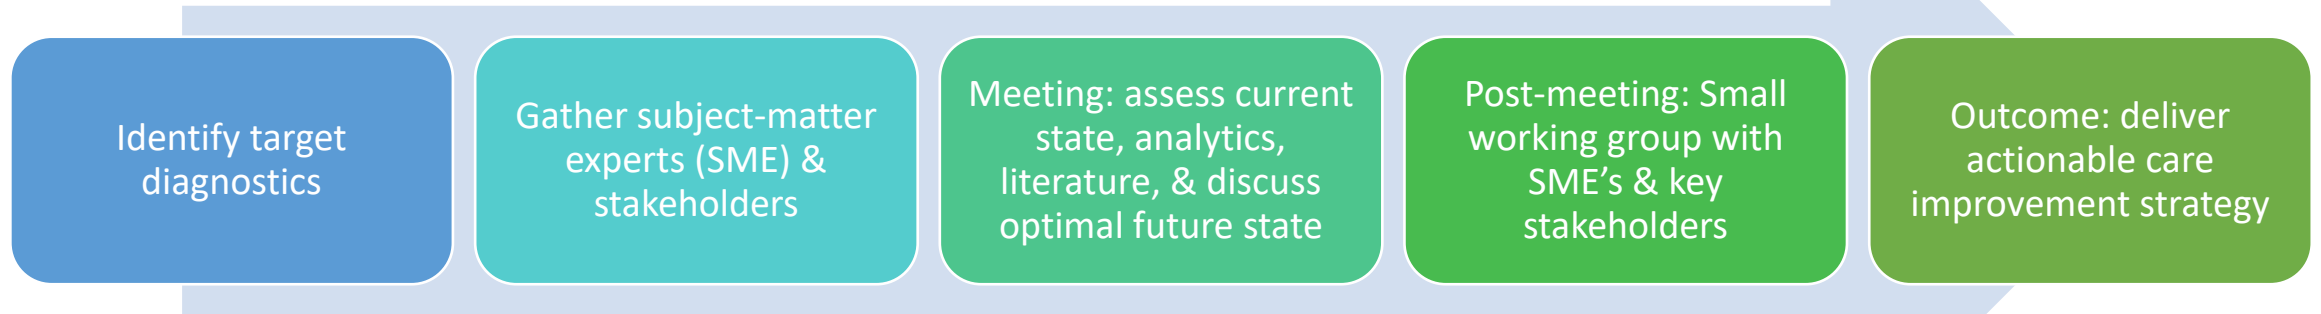 Identify target
diagnostics
Gather subject-matter
experts (SME) &
stakeholders
Meeting: assess current
state, analytics,
literature, & discuss
optimal future state
Post-meeting: Small
working group with
SME’s & key
stakeholders
Outcome: deliver
actionable care
improvement strategy